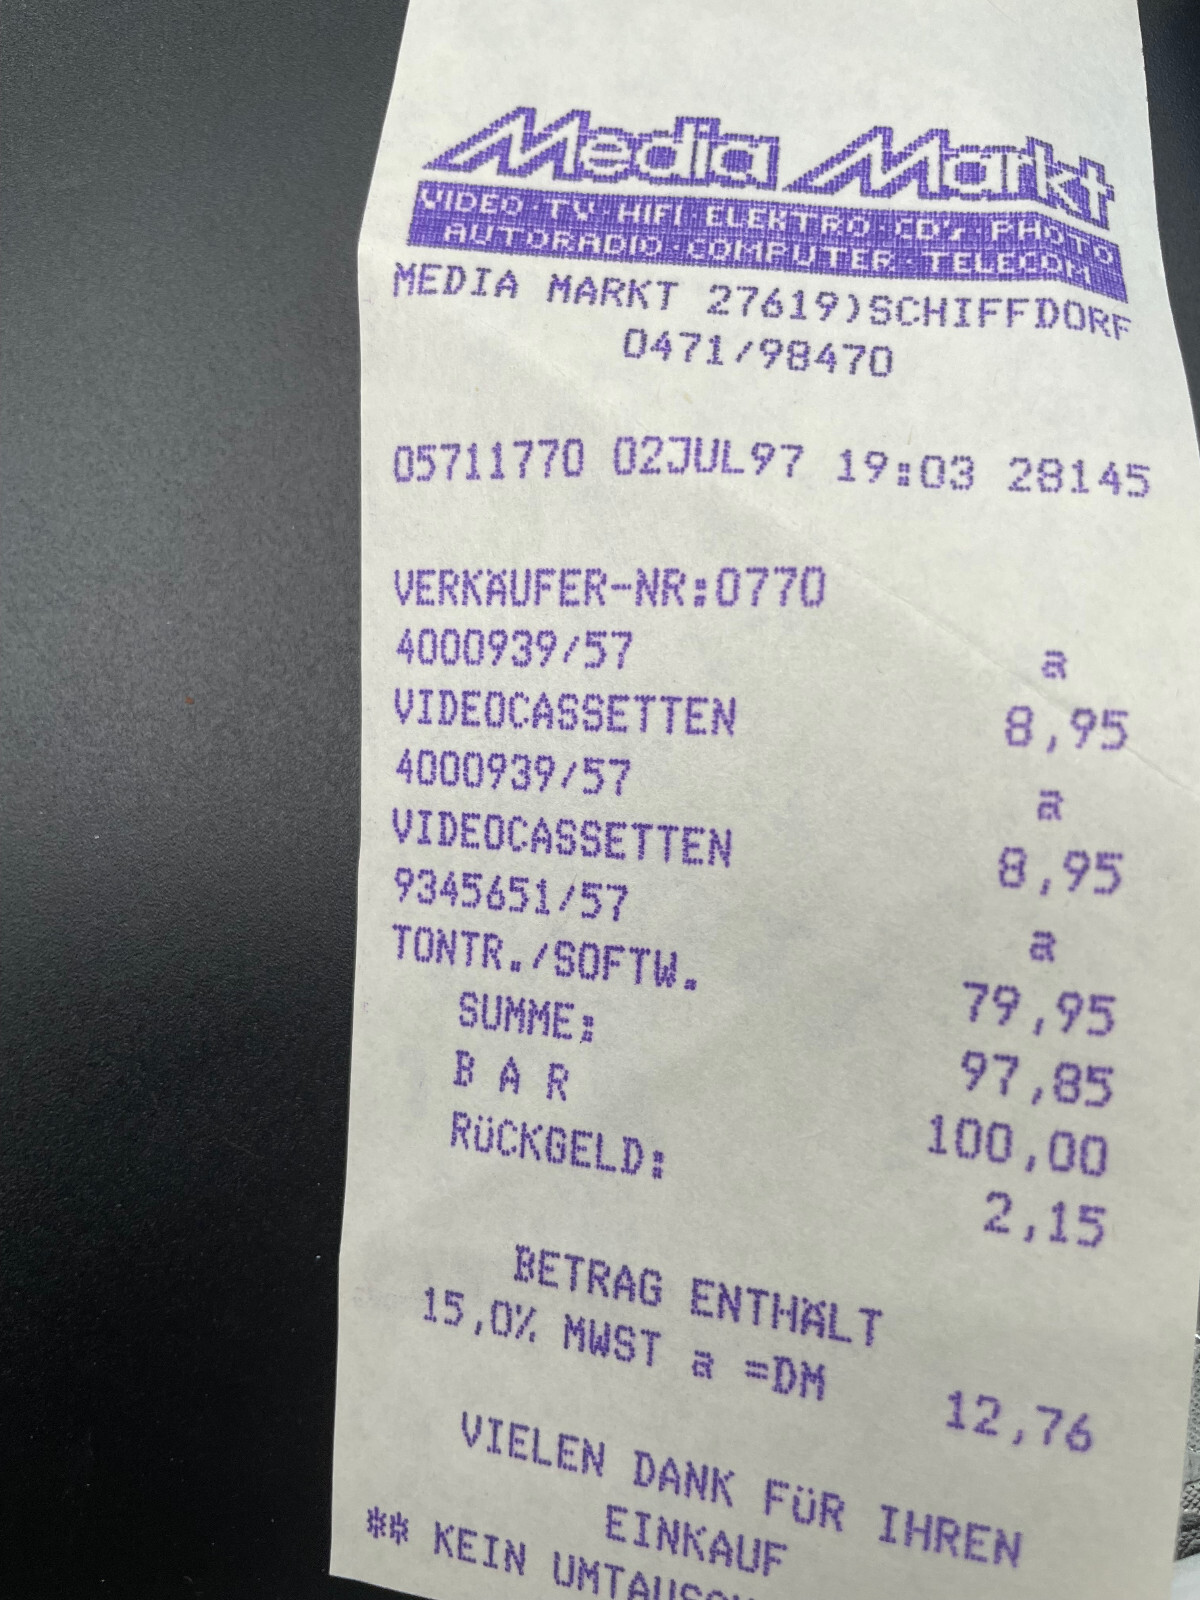 Media Markt
VIDEO·TV·HIFI·ELEKTRO·CD's·PHOTO
AUTORADIO·COMPUTER·TELECOM
MEDIA MARKT 27619)SCHIFFDORF
0471/98470
05711770 02JUL97 19:03 28145
VERKÄUFER-NR:0770
4000939/57 a
VIDEOCASSETTEN 8,95
4000939/57 a
VIDEOCASSETTEN 8,95
9345651/57 a
TONTR./SOFTW. 79,95
SUMME: 97,85
B A R 100,00
RÜCKGELD: 2,15
BETRAG ENTHÄLT
15,0% MWST a =DM 12,76
VIELEN DANK FÜR IHREN
EINKAUF
** KEIN